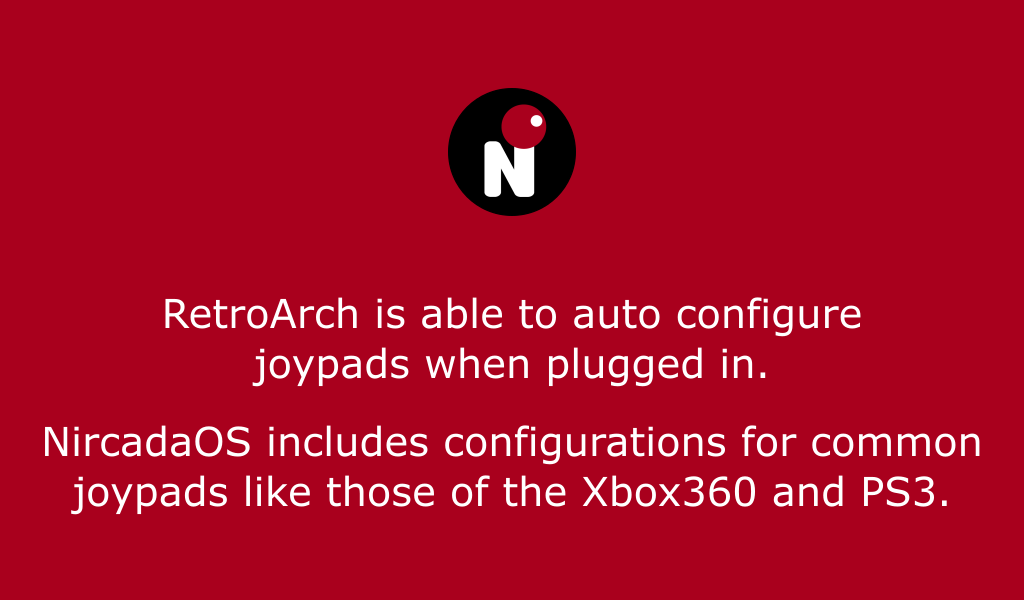 N
RetroArch is able to auto configure
joypads when plugged in.
NircadaOS includes configurations for common
joypads like those of the Xbox360 and PS3.